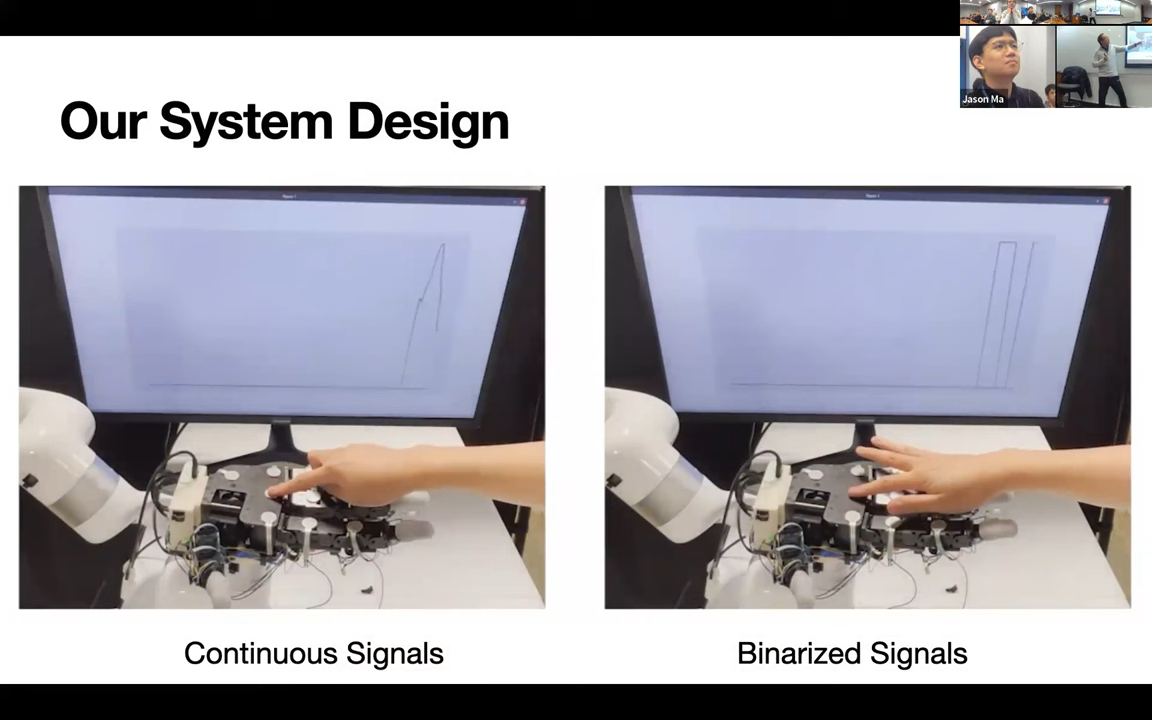 Jason Ma
Our System Design
Continuous Signals
Binarized Signals